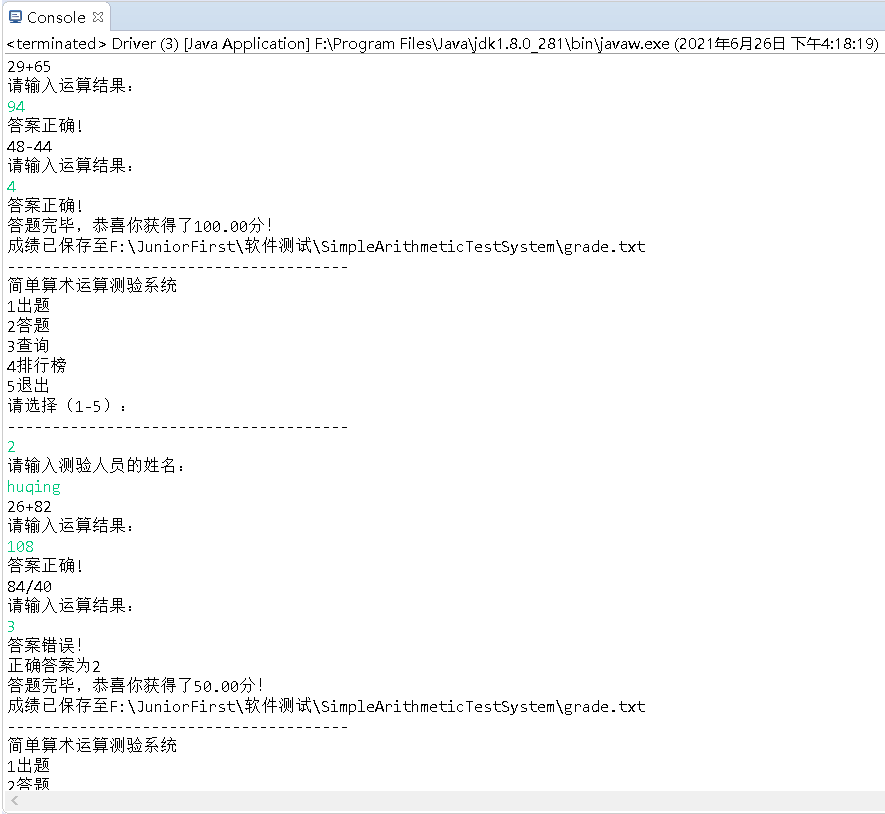 Console
<terminated> Driver (3) [Java Application] F:\Program Files\Java\jdk1.8.0_281\bin\javaw.exe (2021年6月26日 下午4:18:19)
29+65
请输入运算结果：
94
答案正确！
48-44
请输入运算结果：
4
答案正确！
答题完毕，恭喜你获得了100.00分！
成绩已保存至F:\JuniorFirst\软件测试\SimpleArithmeticTestSystem\grade.txt
--------------------------------------
简单算术运算测验系统
1出题
2答题
3查询
4排行榜
5退出
请选择（1-5）：
--------------------------------------
2
请输入测验人员的姓名：
huqing
26+82
请输入运算结果：
108
答案正确！
84/40
请输入运算结果：
3
答案错误！
正确答案为2
答题完毕，恭喜你获得了50.00分！
成绩已保存至F:\JuniorFirst\软件测试\SimpleArithmeticTestSystem\grade.txt
--------------------------------------
简单算术运算测验系统
1出题
2答题